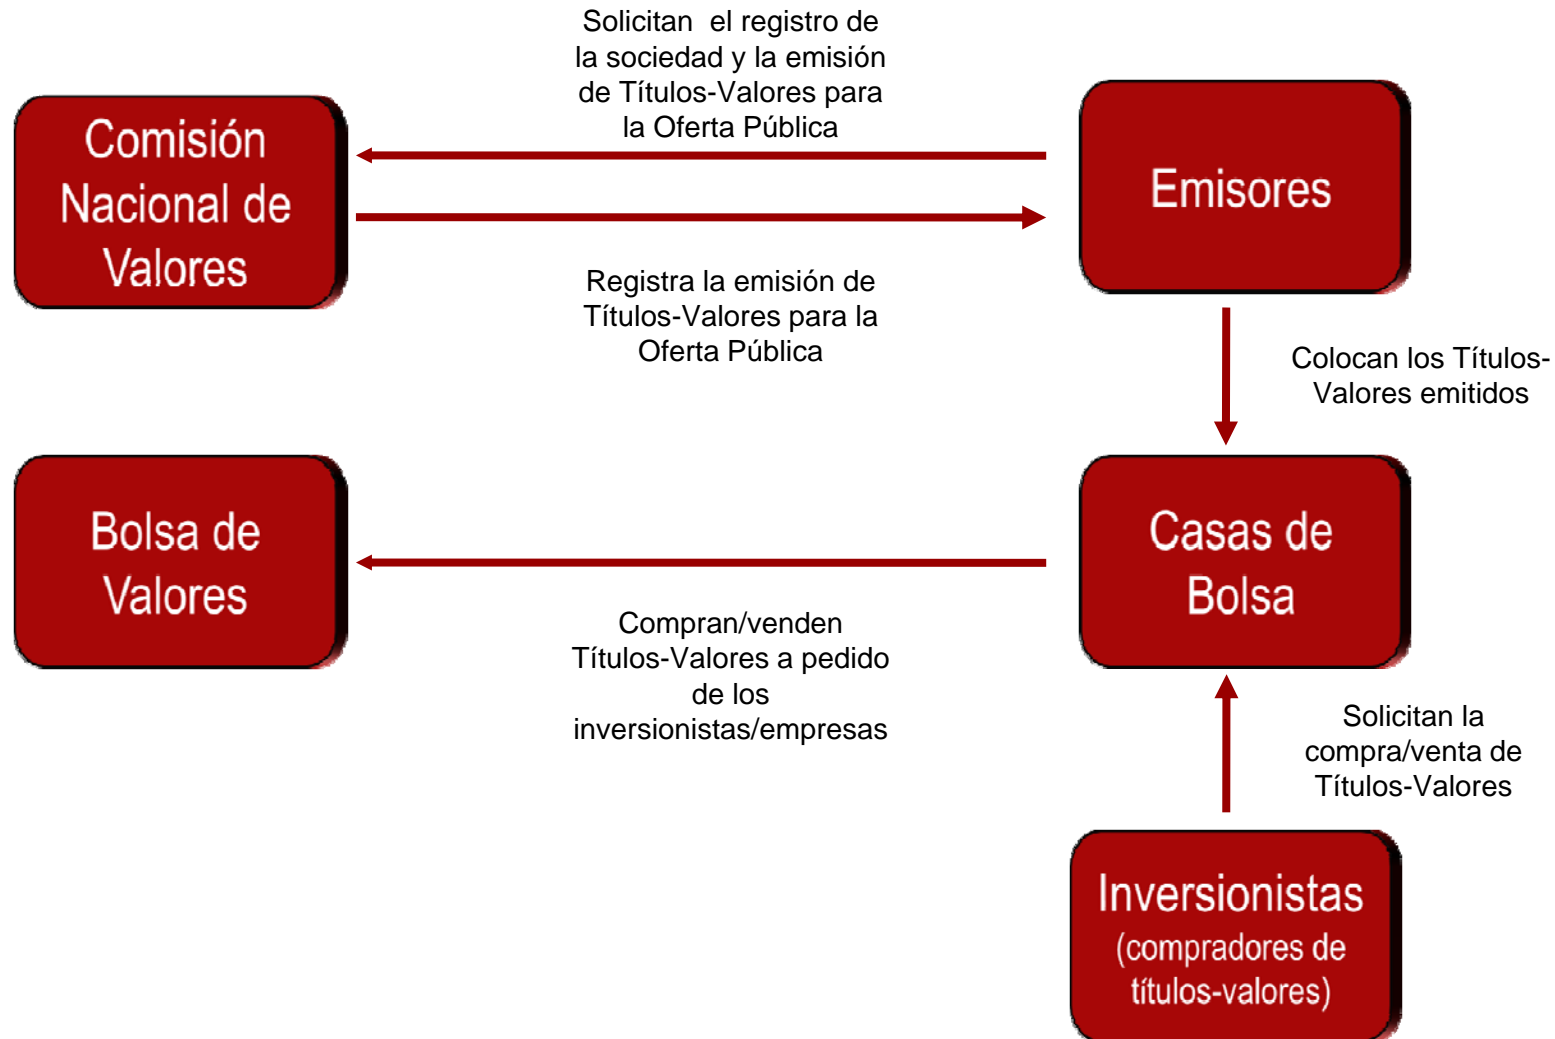 Solicitan el registro de
la sociedad y la emisión
de Títulos-Valores para
la Oferta Pública
Comisión
Nacional de
Valores
Emisores
Registra la emisión de
Títulos-Valores para la
Oferta Pública
Colocan los Títulos-
Valores emitidos
Bolsa de
Valores
Casas de
Bolsa
Compran/venden
Títulos-Valores a pedido
de los
inversionistas/empresas
Solicitan la
compra/venta de
Títulos-Valores
Inversionistas
(compradores de
títulos-valores)